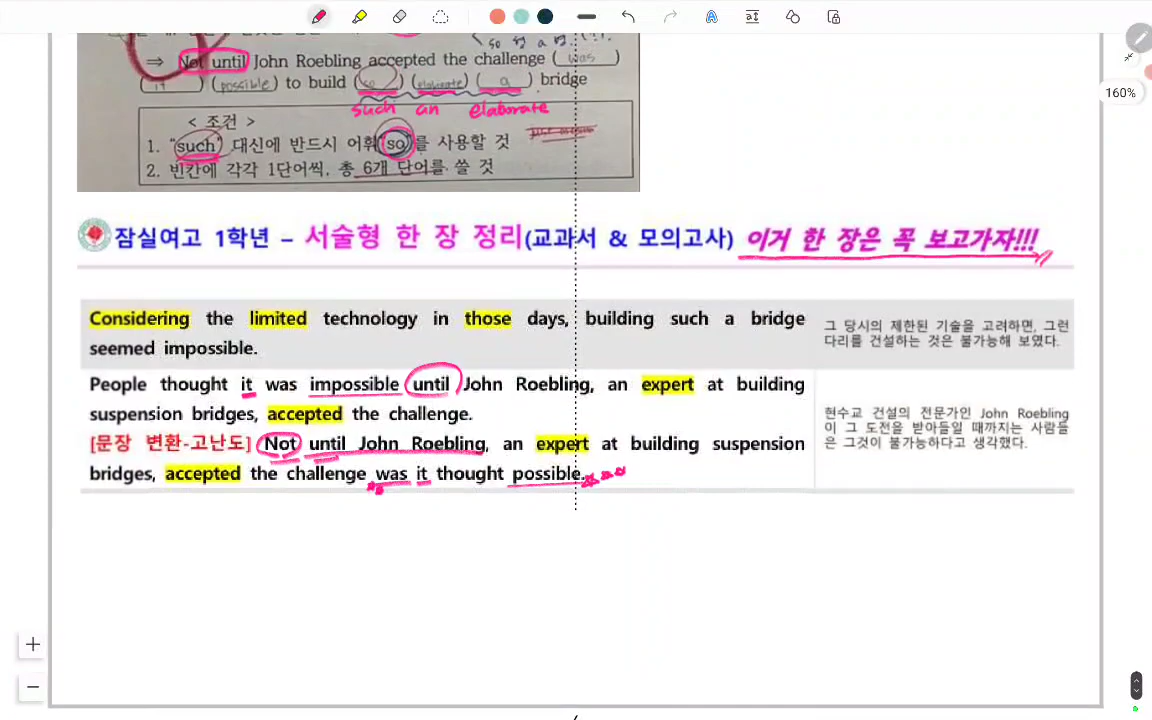 so 형 a 명
⇒ Not until John Roebling accepted the challenge ( was )
( it ) ( possible ) to build ( so ) ( elaborate ) ( a ) bridge
such an elaborate
< 조건 >
1. "such" 대신에 반드시 어휘 "so"를 사용할 것
2. 빈칸에 각각 1단어씩, 총 6개 단어를 쓸 것
160%
잠실여고 1학년 – 서술형 한 장 정리(교과서 & 모의고사) 이거 한 장은 꼭 보고가자!!!
Considering the limited technology in those days, building such a bridge
seemed impossible.
그 당시의 제한된 기술을 고려하면, 그런
다리를 건설하는 것은 불가능해 보였다.
People thought it was impossible until John Roebling, an expert at building
suspension bridges, accepted the challenge.
[문장 변환-고난도] Not until John Roebling, an expert at building suspension
bridges, accepted the challenge was it thought possible.
현수교 건설의 전문가인 John Roebling
이 그 도전을 받아들일 때까지는 사람들
은 그것이 불가능하다고 생각했다.